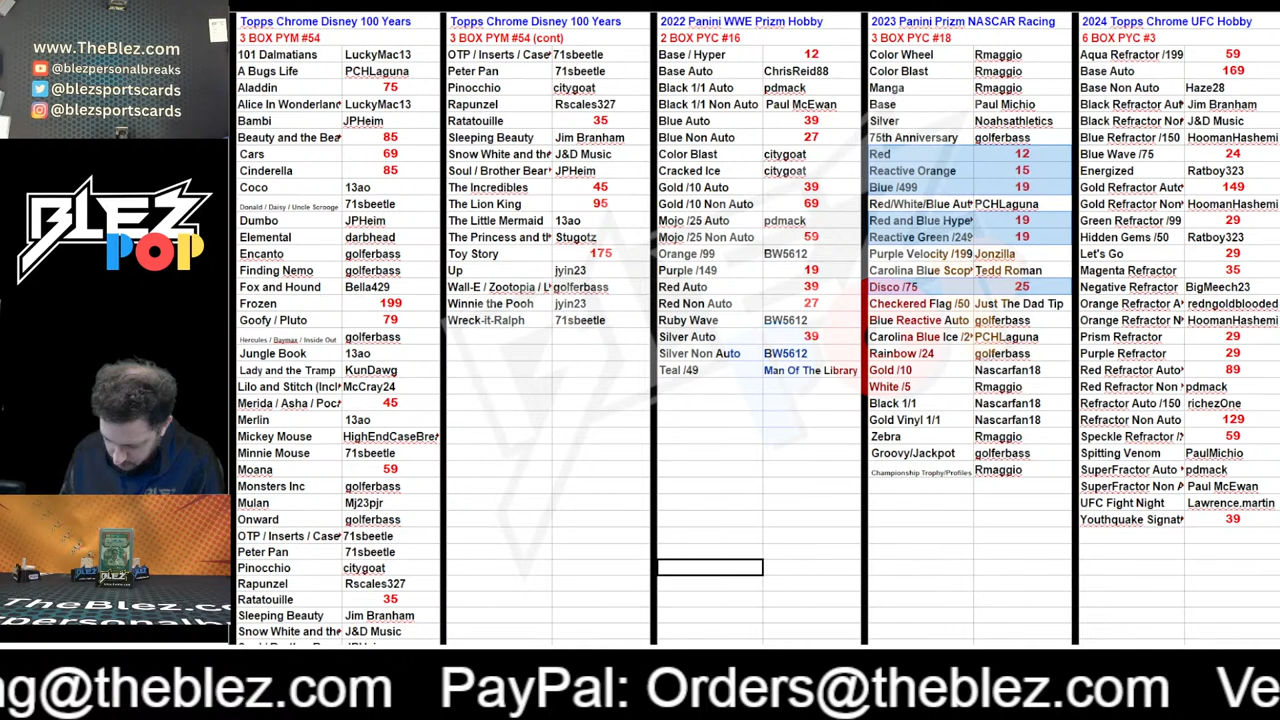 www.TheBlez.com
@blezpersonalbreaks
@blezsportscards
BLEZ
POP
BLEZ
BLEZ
TheBlez.c
Topps Chrome Disney 100 Years
3 BOX PYM #54
101 Dalmatians LuckyMac13
A Bugs Life PCHLaguna
Aladdin 75
Alice In Wonderlan LuckyMac13
Bambi JPHeim
Beauty and the Bea 85
Cars 69
Cinderella 85
Coco 13ao
Donald / Daisy / Uncle Scrooge 71sbeetle
Dumbo JPHeim
Elemental darbhead
Encanto golferbass
Finding Nemo golferbass
Fox and Hound Bella429
Frozen 199
Goofy / Pluto 79
Hercules / Baymax / Inside Out golferbass
Jungle Book 13ao
Lady and the Tramp KunDawg
Lilo and Stitch (Incl McCray24
Merida / Asha / Poca 45
Merlin 13ao
Mickey Mouse HighEndCaseBre
Minnie Mouse 71sbeetle
Moana 59
Monsters Inc golferbass
Mulan Mj23pjr
Onward golferbass
OTP / Inserts / Case 71sbeetle
Peter Pan 71sbeetle
Pinocchio citygoat
Rapunzel Rscales327
Ratatouille 35
Sleeping Beauty Jim Branham
Snow White and the J&D Music
Topps Chrome Disney 100 Years
3 BOX PYM #54 (cont)
OTP / Inserts / Case 71sbeetle
Peter Pan 71sbeetle
Pinocchio citygoat
Rapunzel Rscales327
Ratatouille 35
Sleeping Beauty Jim Branham
Snow White and the J&D Music
Soul / Brother Bear JPHeim
The Incredibles 45
The Lion King 95
The Little Mermaid 13ao
The Princess and th Stugotz
Toy Story 175
Up jyin23
Wall-E / Zootopia / L golferbass
Winnie the Pooh jyin23
Wreck-it-Ralph 71sbeetle
2022 Panini WWE Prizm Hobby
2 BOX PYC #16
Base / Hyper 12
Base Auto ChrisReid88
Black 1/1 Auto pdmack
Black 1/1 Non Auto Paul McEwan
Blue Auto 39
Blue Non Auto 27
Color Blast citygoat
Cracked Ice citygoat
Gold /10 Auto 39
Gold /10 Non Auto 69
Mojo /25 Auto pdmack
Mojo /25 Non Auto 59
Orange /99 BW5612
Purple /149 19
Red Auto 39
Red Non Auto 27
Ruby Wave BW5612
Silver Auto 39
Silver Non Auto BW5612
Teal /49 Man Of The Library
2023 Panini Prizm NASCAR Racing
3 BOX PYC #18
Color Wheel Rmaggio
Color Blast Rmaggio
Manga Rmaggio
Base Paul Michio
Silver Noahsathletics
75th Anniversary golferbass
Red 12
Reactive Orange 15
Blue /499 19
Red/White/Blue Aut PCHLaguna
Red and Blue Hype 19
Reactive Green /249 19
Purple Velocity /199 Jonzilla
Carolina Blue Scop Tedd Roman
Disco /75 25
Checkered Flag /50 Just The Dad Tip
Blue Reactive Auto golferbass
Carolina Blue Ice /2 PCHLaguna
Rainbow /24 golferbass
Gold /10 Nascarfan18
White /5 Rmaggio
Black 1/1 Nascarfan18
Gold Vinyl 1/1 Nascarfan18
Zebra Rmaggio
Groovy/Jackpot golferbass
Championship Trophy/Profiles Rmaggio
2024 Topps Chrome UFC Hobby
6 BOX PYC #3
Aqua Refractor /199 59
Base Auto 169
Base Non Auto Haze28
Black Refractor Aut Jim Branham
Black Refractor No J&D Music
Blue Refractor /150 HoomanHashemi
Blue Wave /75 24
Energized Ratboy323
Gold Refractor Auto 149
Gold Refractor Non HoomanHashemi
Green Refractor /99 29
Hidden Gems /50 Ratboy323
Let's Go 29
Magenta Refractor 35
Negative Refractor BigMeech23
Orange Refractor A redngoldblooded
Orange Refractor N HoomanHashemi
Prism Refractor 29
Purple Refractor 29
Red Refractor Auto 89
Red Refractor Non pdmack
Refractor Auto /150 richezOne
Refractor Non Auto 129
Speckle Refractor / 59
Spitting Venom PaulMichio
SuperFractor Auto pdmack
SuperFractor Non A Paul McEwan
UFC Fight Night Lawrence.martin
Youthquake Signat 39
ng@theblez.com PayPal: Orders@theblez.com Ve